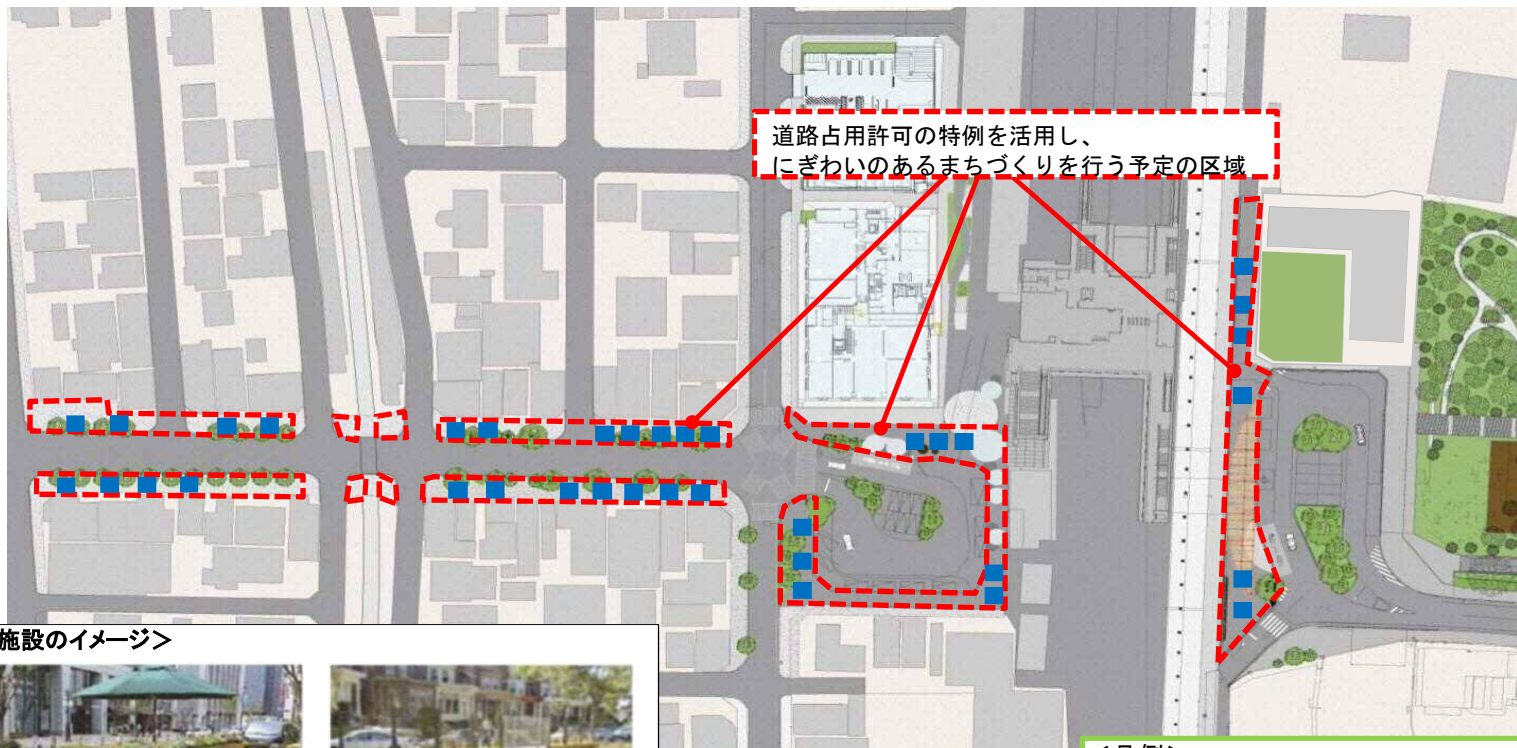 道路占用許可の特例を活用し、
にぎわいのあるまちづくりを行う予定の区域
施設のイメージ＞